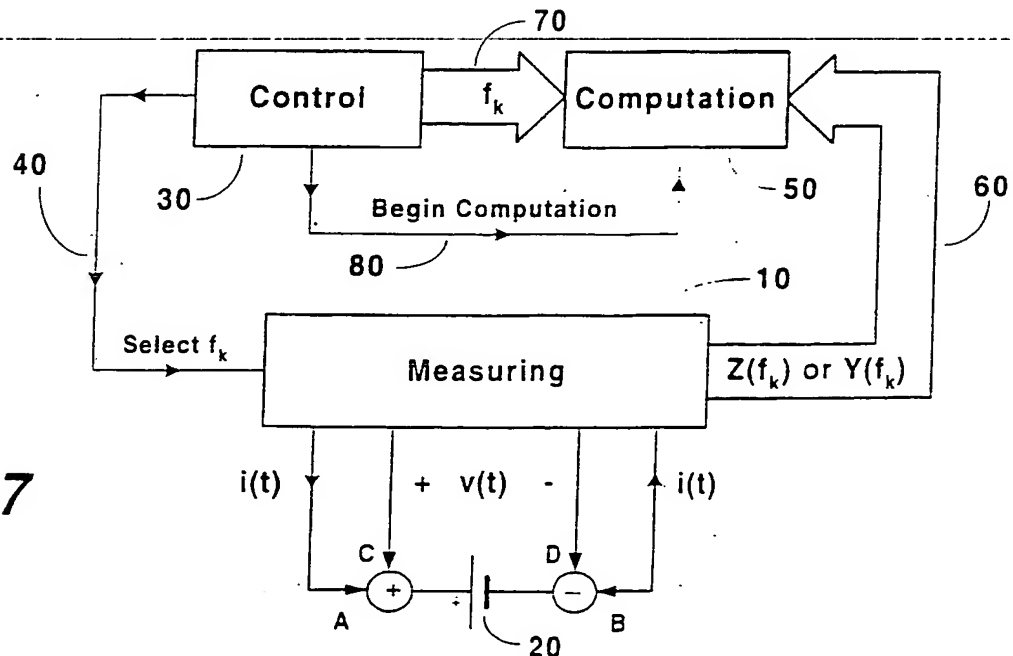 70
Control
f_k
Computation
40
30
50
60
Begin Computation
80
10
Select f_k
Measuring
Z(f_k) or Y(f_k)
7
i(t)
+ v(t) -
i(t)
C
D
+
+
−
A
B
20